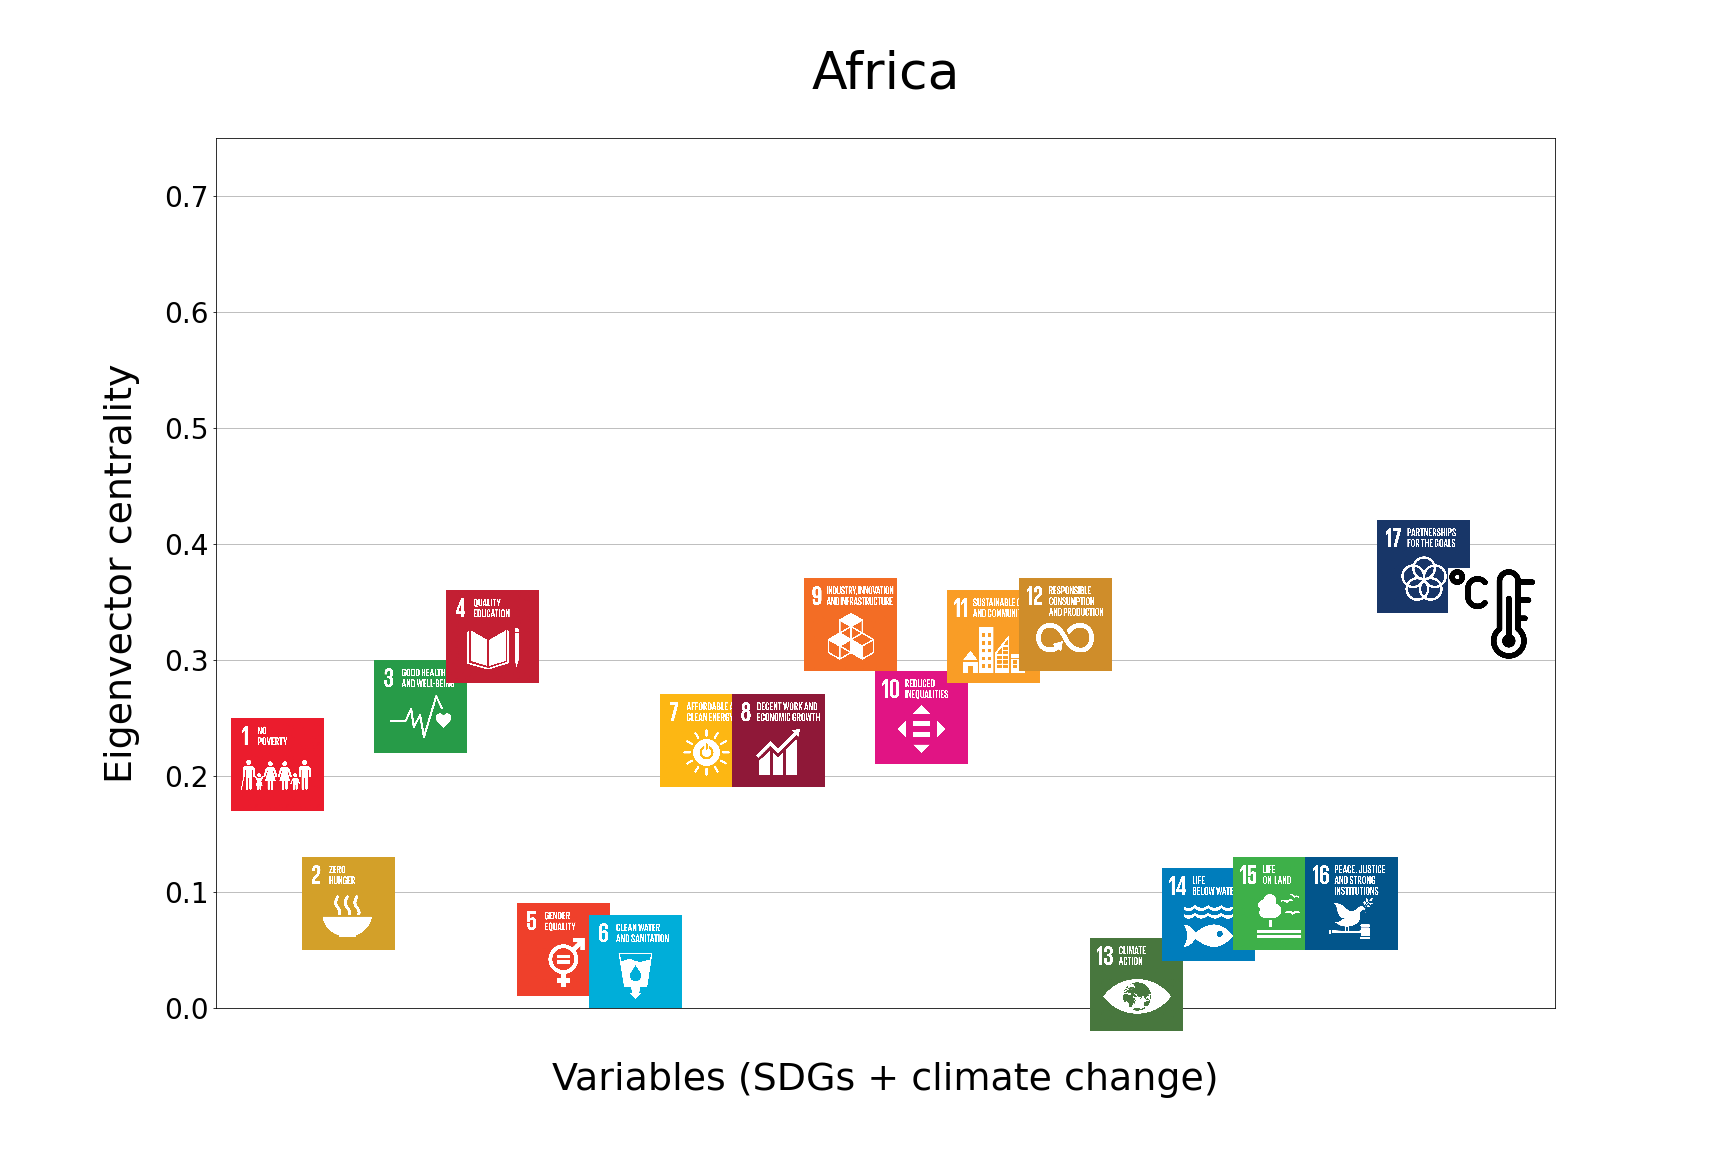 Africa
Eigenvector centrality
0.7
0.6
0.5
0.4
0.3
0.2
0.1
0.0
1 NO
POVERTY
2 ZERO
HUNGER
3 GOOD HEALTH
AND WELL-BEING
4 QUALITY
EDUCATION
5 GENDER
EQUALITY
6 CLEAN WATER
AND SANITATION
7 AFFORDABLE
CLEAN ENERGY
8 DECENT WORK AND
ECONOMIC GROWTH
9 INDUSTRY, INNOVATION
AND INFRASTRUCTURE
10 REDUCED
INEQUALITIES
11 SUSTAINABLE
AND
12 RESPONSIBLE
CONSUMPTION
AND PRODUCTION
13 CLIMATE
ACTION
14 LIFE
BELOW WATE
15 LIFE
ON LAND
16 PEACE, JUSTICE
AND STRONG
INSTITUTIONS
17 PARTNERSHIPS
FOR THE GOALS
°C
Variables (SDGs + climate change)